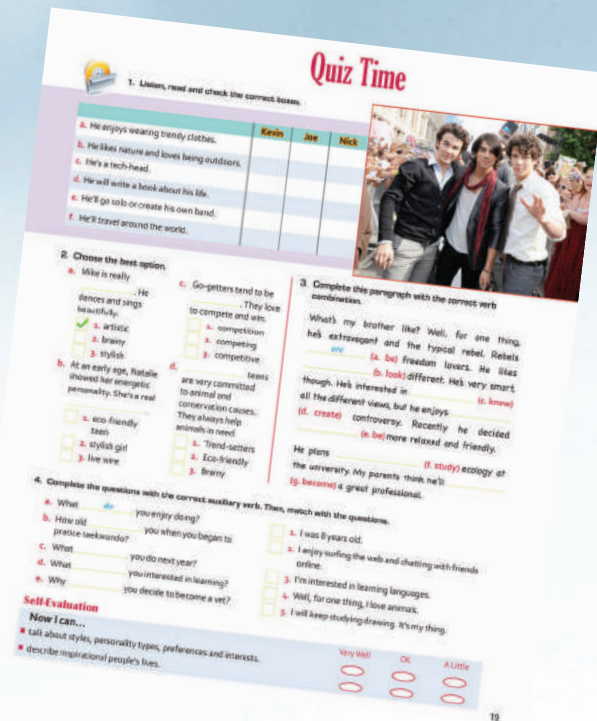 Quiz Time
1. Listen, read and check the correct boxes.
Kevin Joe Nick
a. He enjoys wearing trendy clothes.
b. He likes nature and loves being outdoors.
c. He's a tech-head.
d. He will write a book about his life.
e. He'll go solo or create his own band.
f. He'll travel around the world.
2. Choose the best option.
a. Mike is really
. He
dances and sings
beautifully.
1. artistic
2. brainy
3. stylish
b. At an early age, Natalie
showed her energetic
personality. She's a real
1. eco-friendly
teen
2. stylish girl
3. live wire
c. Go-getters tend to be
. They love
to compete and win.
1. competition
2. competing
3. competitive
d. teens
are very committed
to animal and
conservation causes.
They always help
animals in need.
1. Trend-setters
2. Eco-friendly
3. Brainy
3. Complete this paragraph with the correct verb
combination.
What's my brother like? Well, for one thing,
he's extravagant and the typical rebel. Rebels
are (a. be) freedom lovers. He likes
(b. look) different. He's very smart,
though. He's interested in (c. know)
all the different views, but he enjoys
(d. create) controversy. Recently he decided
(e. be) more relaxed and friendly.
He plans (f. study) ecology at
the university. My parents think he'll
(g. become) a great professional.
4. Complete the questions with the correct auxiliary verb. Then, match with the questions.
a. What do you enjoy doing?
b. How old you when you began to
pratice taekwando?
c. What you do next year?
d. What you interested in learning?
e. Why you decide to become a vet?
1. I was 8 years old.
2. I enjoy surfing the web and chatting with friends
online.
3. I'm interested in learning languages.
4. Well, for one thing, I love animals.
5. I will keep studying drawing. It's my thing.
Self-Evaluation
Now I can...
Very Well OK A Little
talk about styles, personality types, preferences and interests.
describe inspirational people's lives.
19